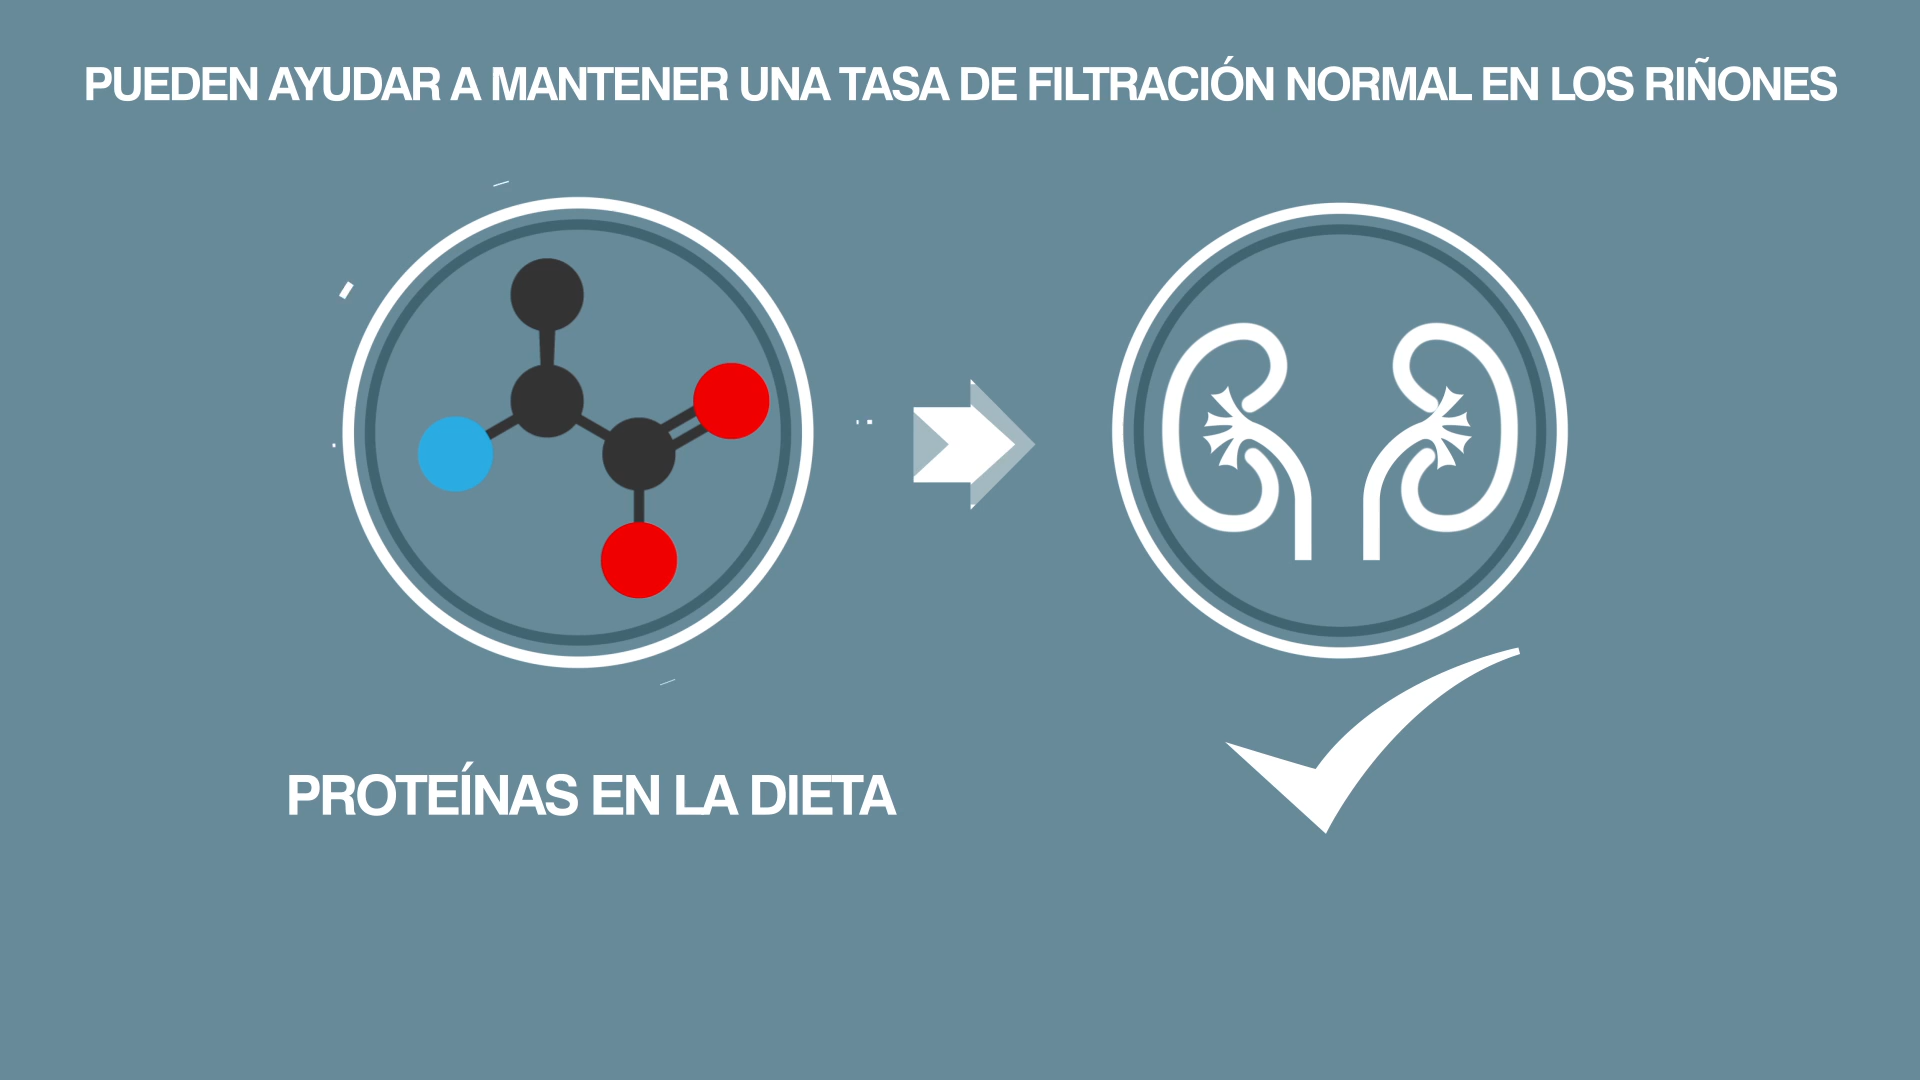 PUEDEN AYUDAR A MANTENER UNA TASA DE FILTRACIÓN NORMAL EN LOS RIÑONES
PROTEÍNAS EN LA DIETA